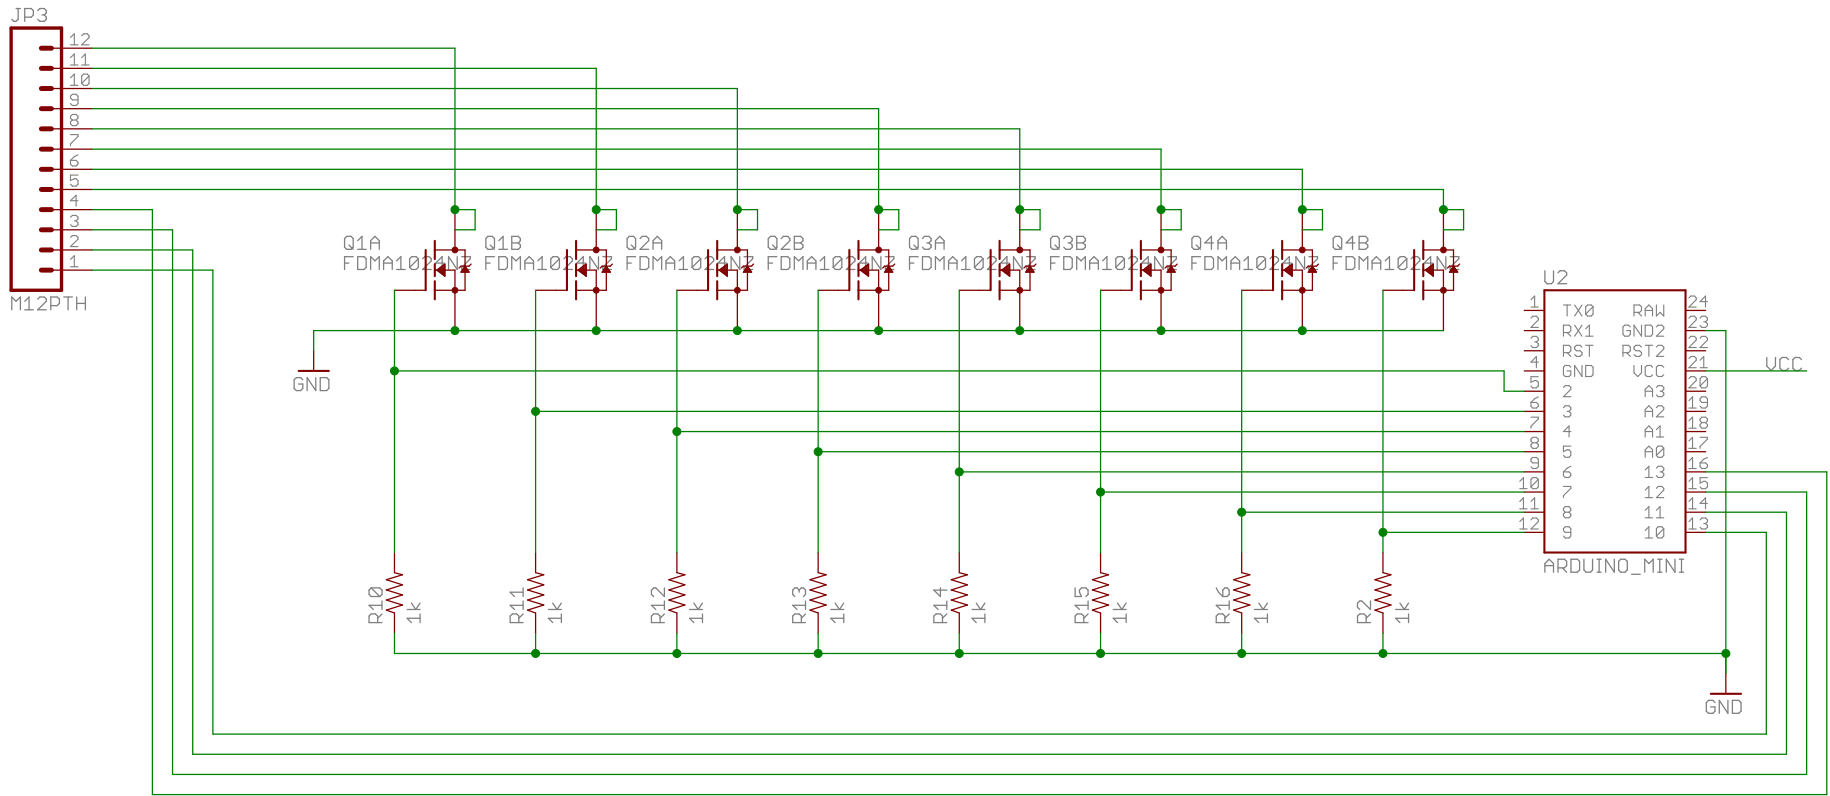 JP3
12
11
10
9
8
7
6
5
4
3
2
1
M12PTH
Q1A
FDMA1024NZ
Q1B
FDMA1024NZ
Q2A
FDMA1024NZ
Q2B
FDMA1024NZ
Q3A
FDMA1024NZ
Q3B
FDMA1024NZ
Q4A
FDMA1024NZ
Q4B
FDMA1024NZ
GND
U2
1 TX0 RAW 24
2 RX1 GND2 23
3 RST RST2 22
4 GND VCC 21
5 2 A3 20
6 3 A2 19
7 4 A1 18
8 5 A0 17
9 6 13 16
10 7 12 15
11 8 11 14
12 9 10 13
ARDUINO_MINI
VCC
R10
1k
R11
1k
R12
1k
R13
1k
R14
1k
R15
1k
R16
1k
R2
1k
GND